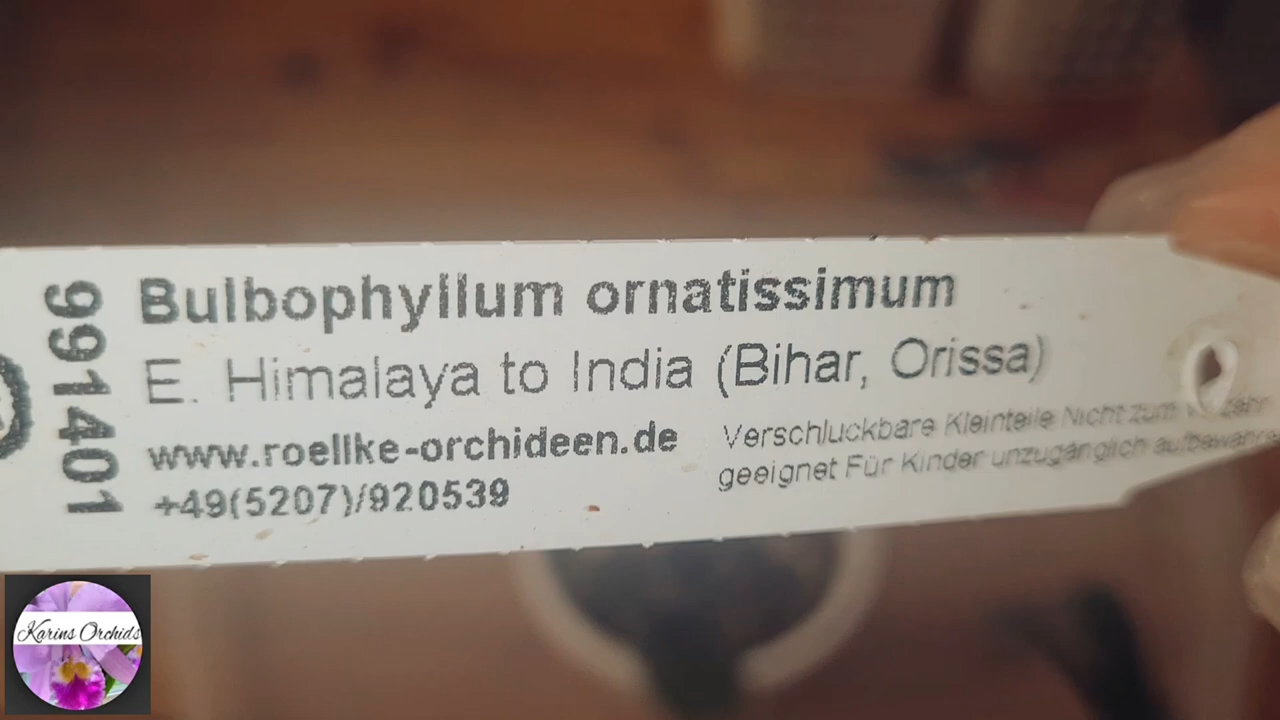 991401
Bulbophyllum ornatissimum
E. Himalaya to India (Bihar, Orissa)
www.roellke-orchideen.de
+49(5207)/920539
Verschluckbare Kleinteile Nicht zum
geeignet Für Kinder unzugänglich
Karins Orchids